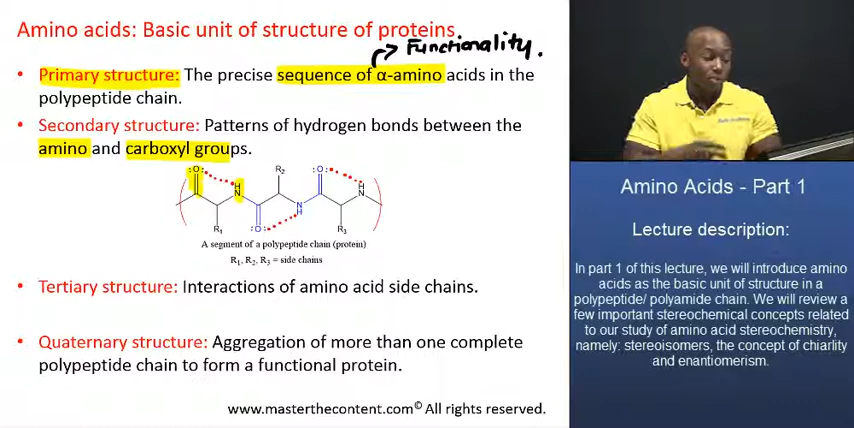 Amino acids: Basic unit of structure of proteins.
Functionality.
• Primary structure: The precise sequence of α-amino acids in the
polypeptide chain.
• Secondary structure: Patterns of hydrogen bonds between the
amino and carboxyl groups.
:O: R₂ :O: H
H N
N
N H
:O:
R₁ R₃
A segment of a polypeptide chain (protein)
R₁, R₂, R₃ = side chains
• Tertiary structure: Interactions of amino acid side chains.
• Quaternary structure: Aggregation of more than one complete
polypeptide chain to form a functional protein.
www.masterthecontent.com© All rights reserved.
Amino Acids - Part 1
Lecture description:
In part 1 of this lecture, we will introduce amino
acids as the basic unit of structure in a
polypeptide/ polyamide chain. We will review a
few important stereochemical concepts related
to our study of amino acid stereochemistry,
namely: stereoisomers, the concept of chiarlity
and enantiomerism.